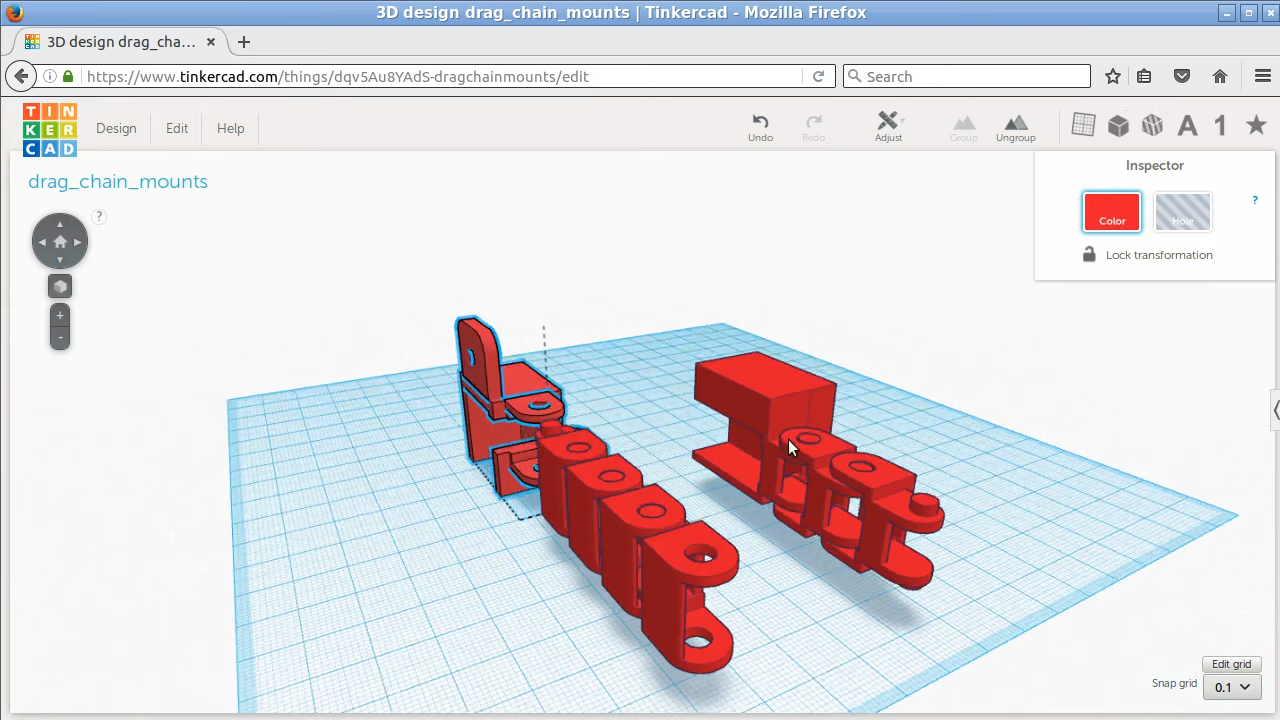 3D design drag_chain_mounts | Tinkercad - Mozilla Firefox
3D design drag_cha...
https://www.tinkercad.com/things/dqv5Au8YAdS-dragchainmounts/edit
Search
TIN
KER
CAD
Design
Edit
Help
Undo
Redo
Adjust
Group
Ungroup
A
1
drag_chain_mounts
?
+
-
Inspector
Color
Hole
?
Lock transformation
Edit grid
Snap grid
0.1